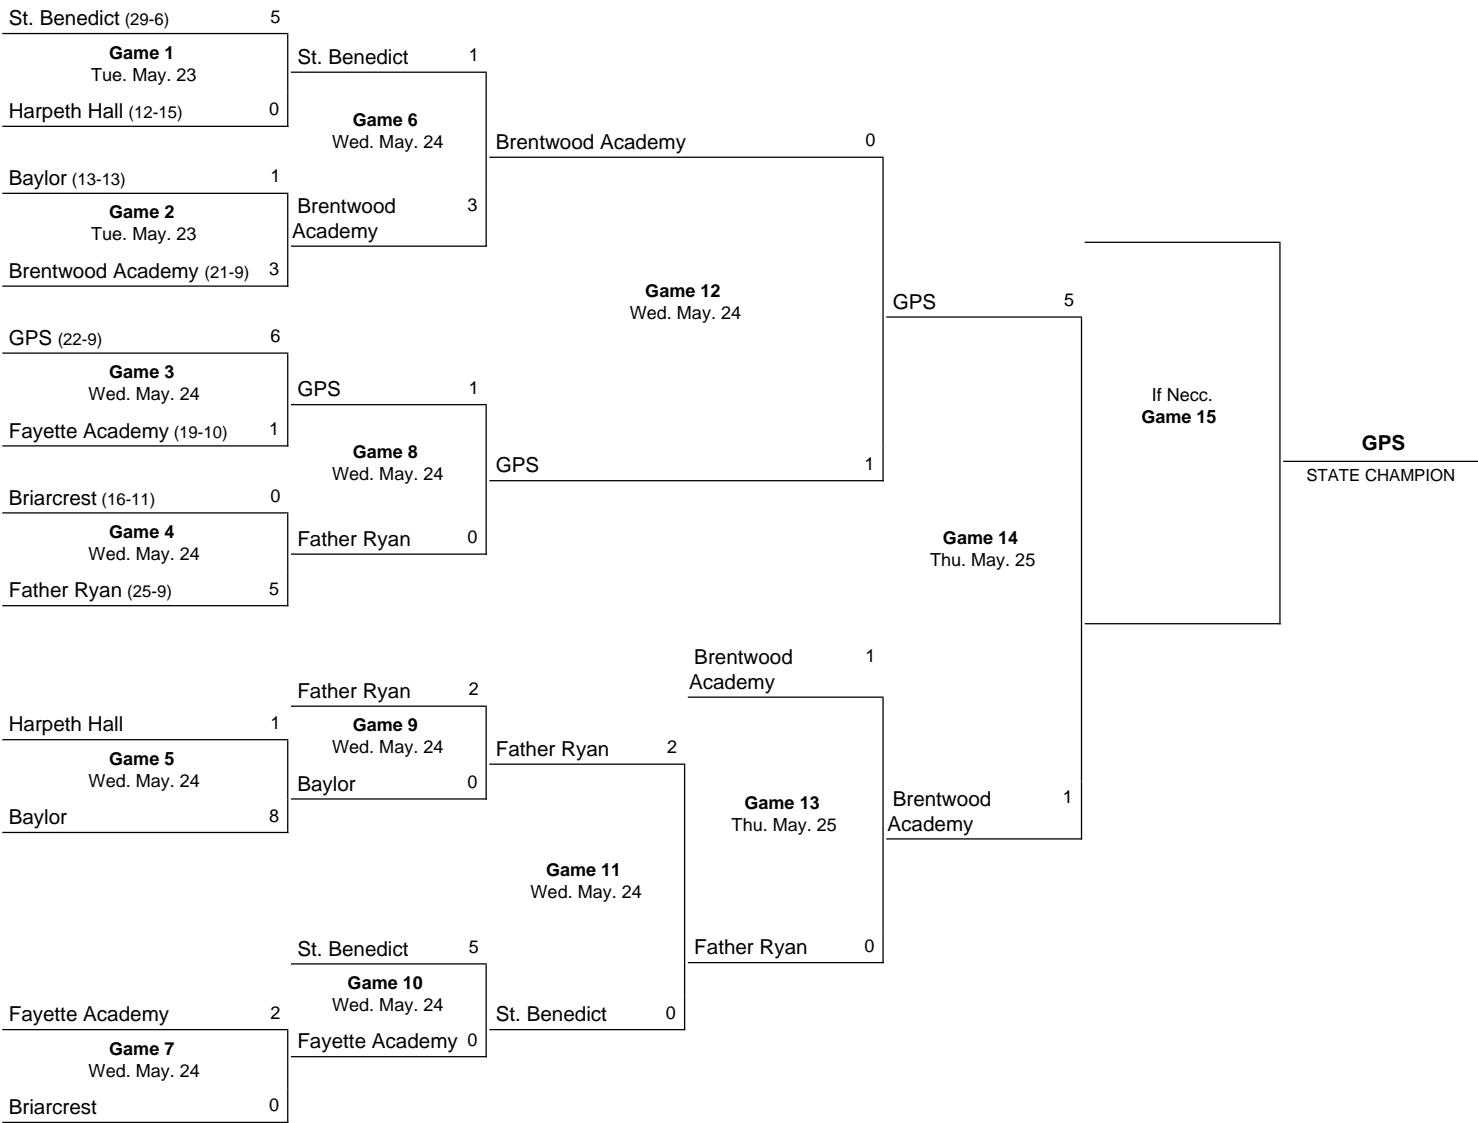 St. Benedict (29-6) 5
Game 1
Tue. May. 23
Harpeth Hall (12-15) 0
Baylor (13-13) 1
Game 2
Tue. May. 23
Brentwood Academy (21-9) 3
GPS (22-9) 6
Game 3
Wed. May. 24
Fayette Academy (19-10) 1
Briarcrest (16-11) 0
Game 4
Wed. May. 24
Father Ryan (25-9) 5
Harpeth Hall 1
Game 5
Wed. May. 24
Baylor 8
Fayette Academy 2
Game 7
Wed. May. 24
Briarcrest 0
St. Benedict 1
Game 6
Wed. May. 24
Brentwood 3
Academy
GPS 1
Game 8
Wed. May. 24
Father Ryan 0
Father Ryan 2
Game 9
Wed. May. 24
Baylor 0
St. Benedict 5
Game 10
Wed. May. 24
Fayette Academy 0
Brentwood Academy 0
Game 12
Wed. May. 24
GPS 1
Father Ryan 2
Game 11
Wed. May. 24
St. Benedict 0
Brentwood 1
Academy
Game 13
Thu. May. 25
Father Ryan 0
GPS 5
Game 14
Thu. May. 25
Brentwood 1
Academy
If Necc.
Game 15
GPS
STATE CHAMPION